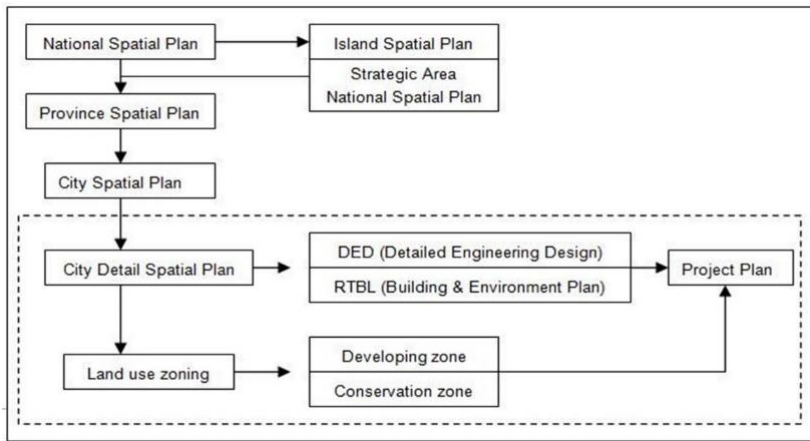 National Spatial Plan
Island Spatial Plan
Strategic Area
National Spatial Plan
Province Spatial Plan
City Spatial Plan
City Detail Spatial Plan
DED (Detailed Engineering Design)
RTBL (Building & Environment Plan)
Project Plan
Land use zoning
Developing zone
Conservation zone